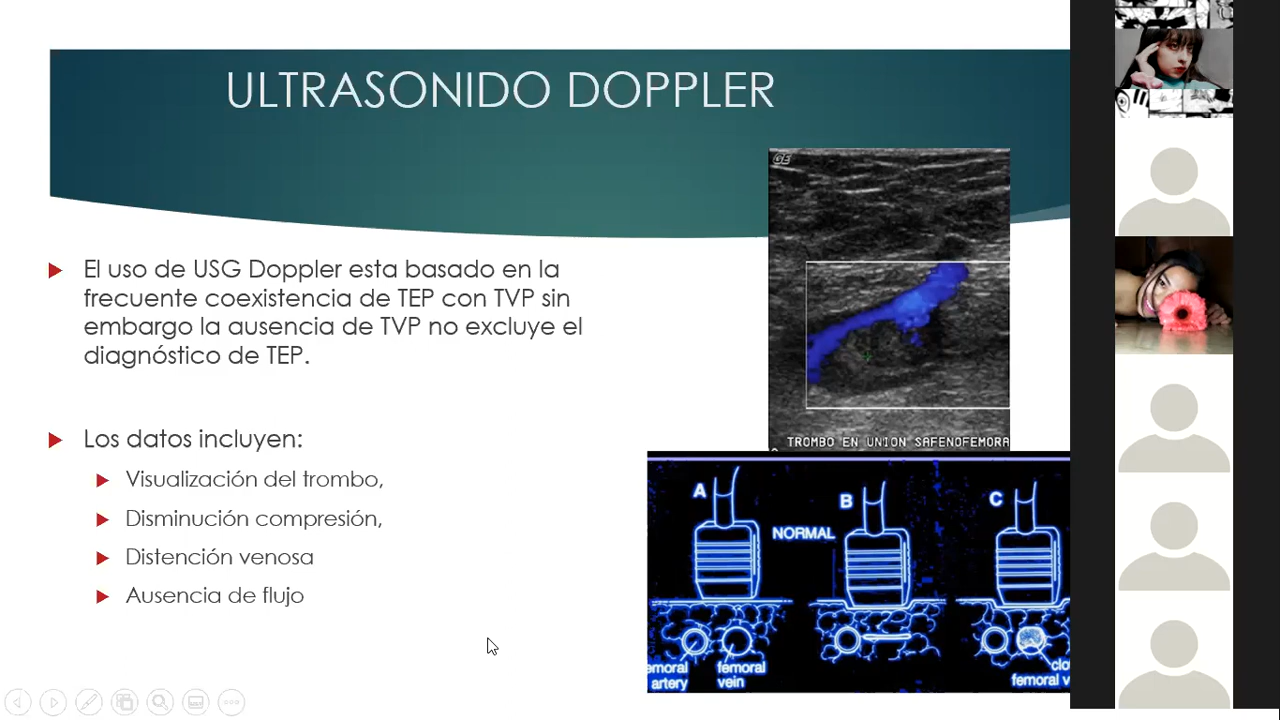 ULTRASONIDO DOPPLER
El uso de USG Doppler esta basado en la
frecuente coexistencia de TEP con TVP sin
embargo la ausencia de TVP no excluye el
diagnóstico de TEP.
Los datos incluyen:
Visualización del trombo,
Disminución compresión,
Distención venosa
Ausencia de flujo
GE
TROMBO EN UNION SAFENOFEMORA
A
B
C
NORMAL
emoral
artery
femoral
vein
clo
femoral v